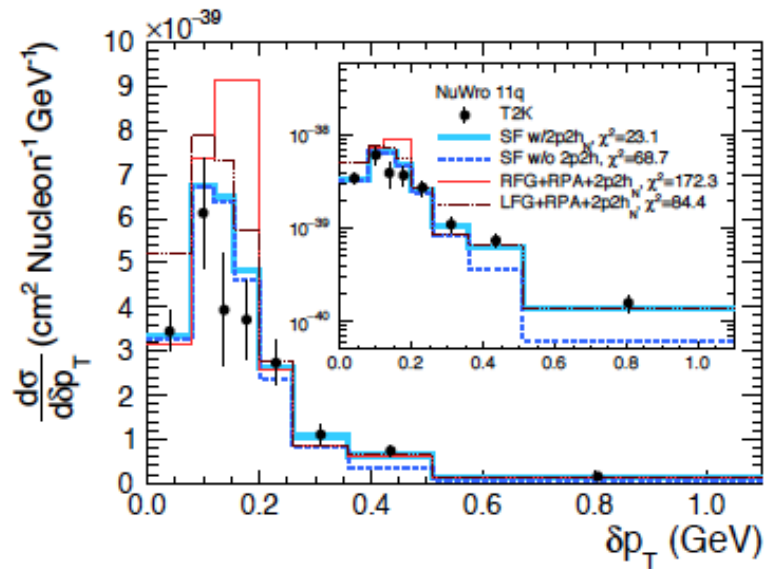 ×10⁻³⁹
10
9
8
7
6
5
4
3
2
1
0
dσ/dδp_T (cm² Nucleon⁻¹ GeV⁻¹)
NuWro 11q
T2K
SF w/2p2h_N, χ²=23.1
SF w/o 2p2h, χ²=68.7
RFG+RPA+2p2h_N, χ²=172.3
LFG+RPA+2p2h_N, χ²=84.4
10⁻³⁸
10⁻³⁹
10⁻⁴⁰
0.0 0.2 0.4 0.6 0.8 1.0
0.0 0.2 0.4 0.6 0.8 1.0
δp_T (GeV)